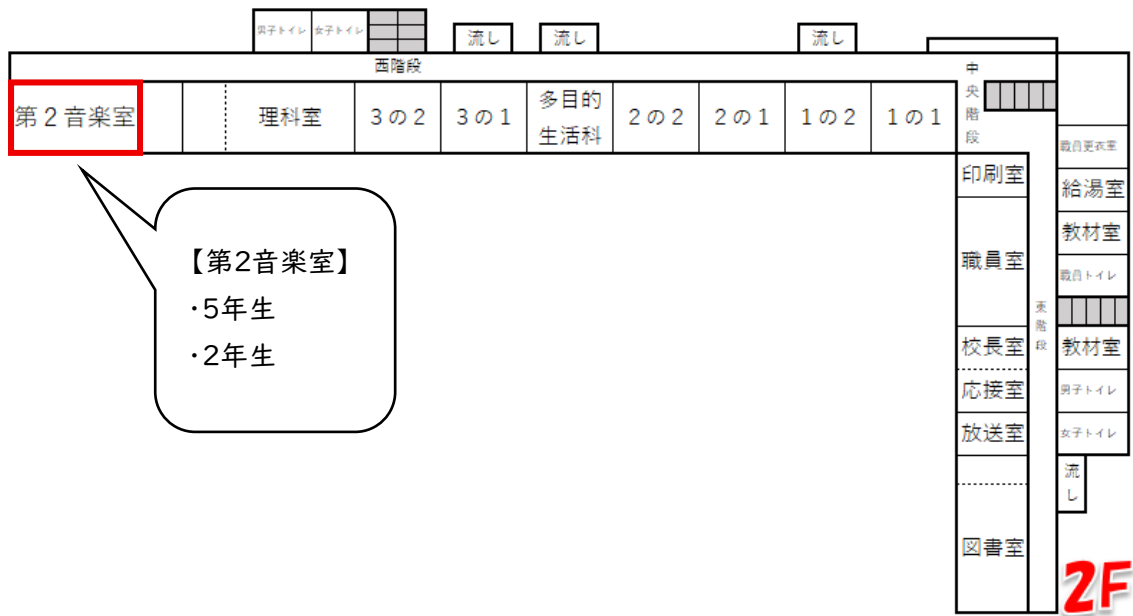 男子トイレ 女子トイレ 流し 流し 流し
西階段
中央階段
第2音楽室 理科室 3の2 3の1 多目的生活科 2の2 2の1 1の2 1の1
職員更衣室
印刷室
給湯室
教材室
職員室
職員トイレ
東階段
校長室
教材室
応接室
男子トイレ
放送室
女子トイレ
流し
図書室
【第2音楽室】
・5年生
・2年生
2F